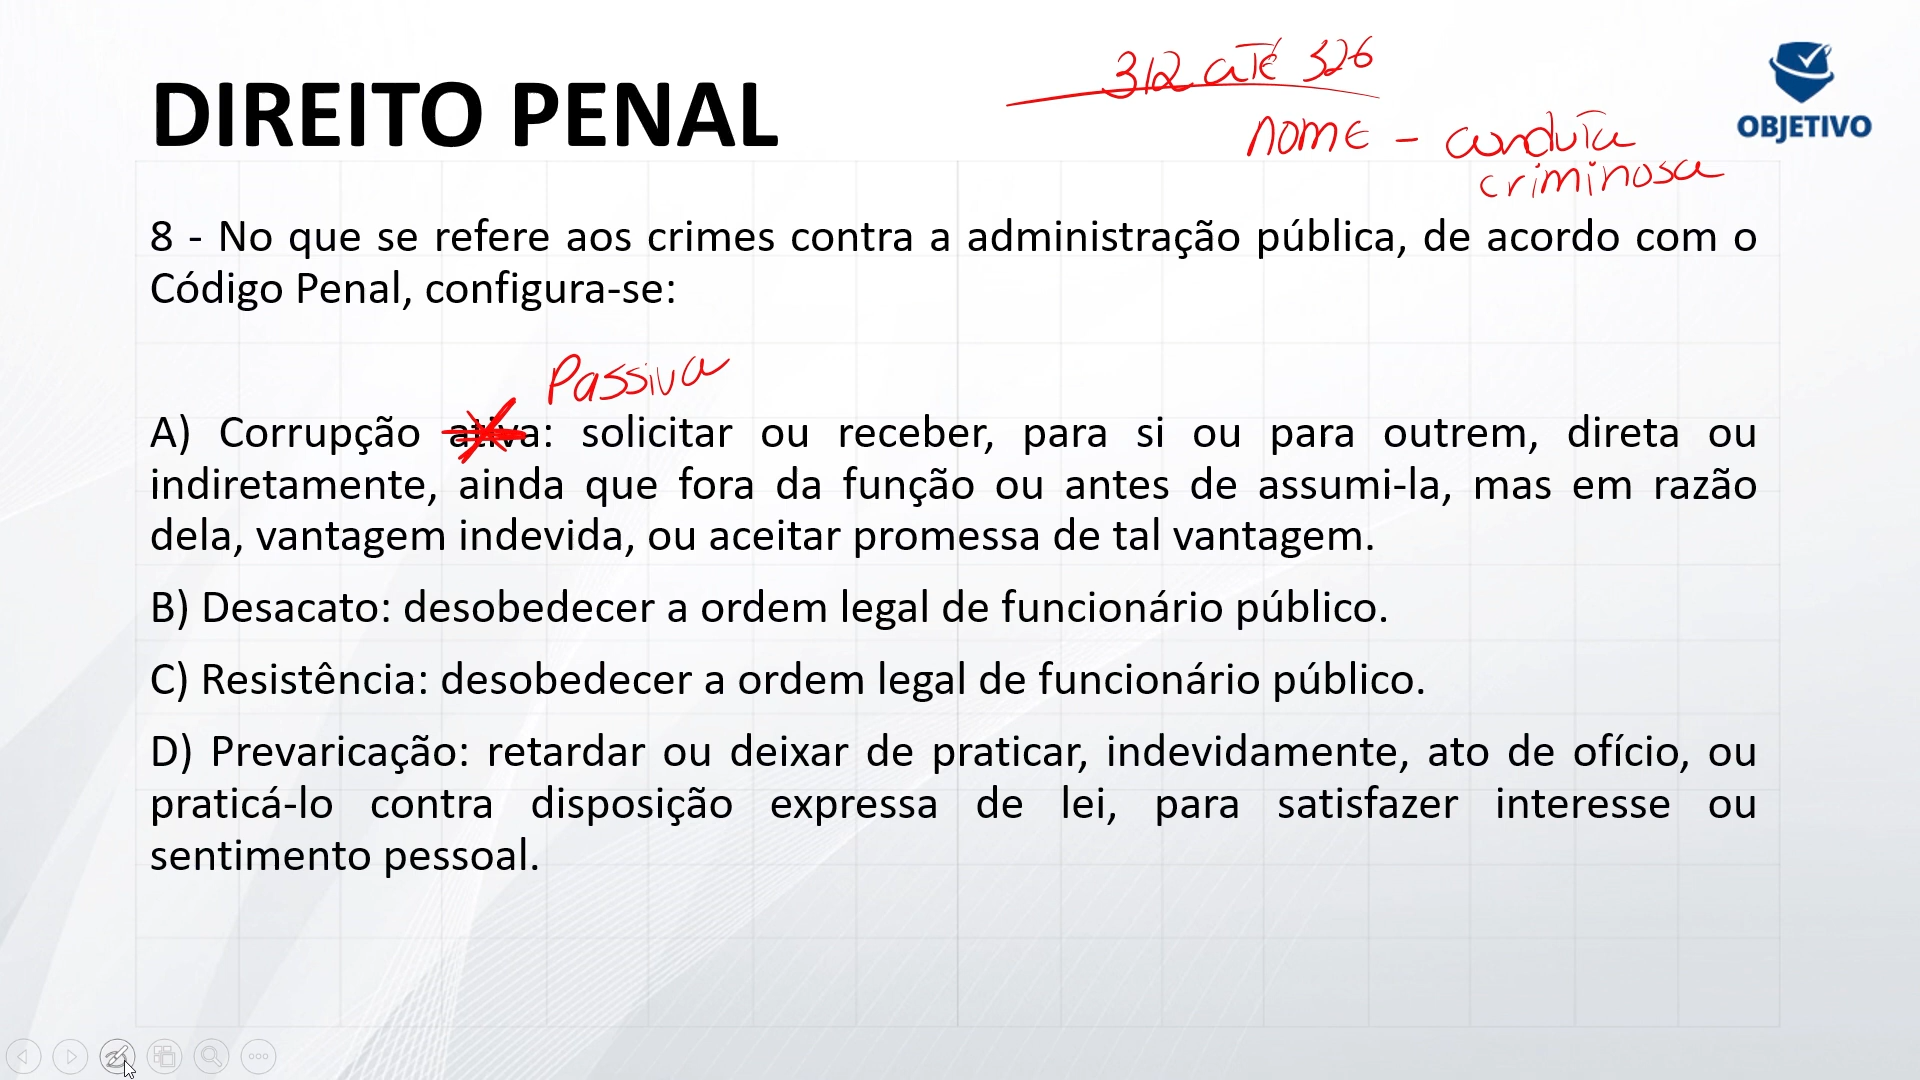 DIREITO PENAL
312 até 326
nome - conduta
criminosa
OBJETIVO
8 - No que se refere aos crimes contra a administração pública, de acordo com o
Código Penal, configura-se:
Passiva
A) Corrupção ativa: solicitar ou receber, para si ou para outrem, direta ou
indiretamente, ainda que fora da função ou antes de assumi-la, mas em razão
dela, vantagem indevida, ou aceitar promessa de tal vantagem.
B) Desacato: desobedecer a ordem legal de funcionário público.
C) Resistência: desobedecer a ordem legal de funcionário público.
D) Prevaricação: retardar ou deixar de praticar, indevidamente, ato de ofício, ou
praticá-lo contra disposição expressa de lei, para satisfazer interesse ou
sentimento pessoal.